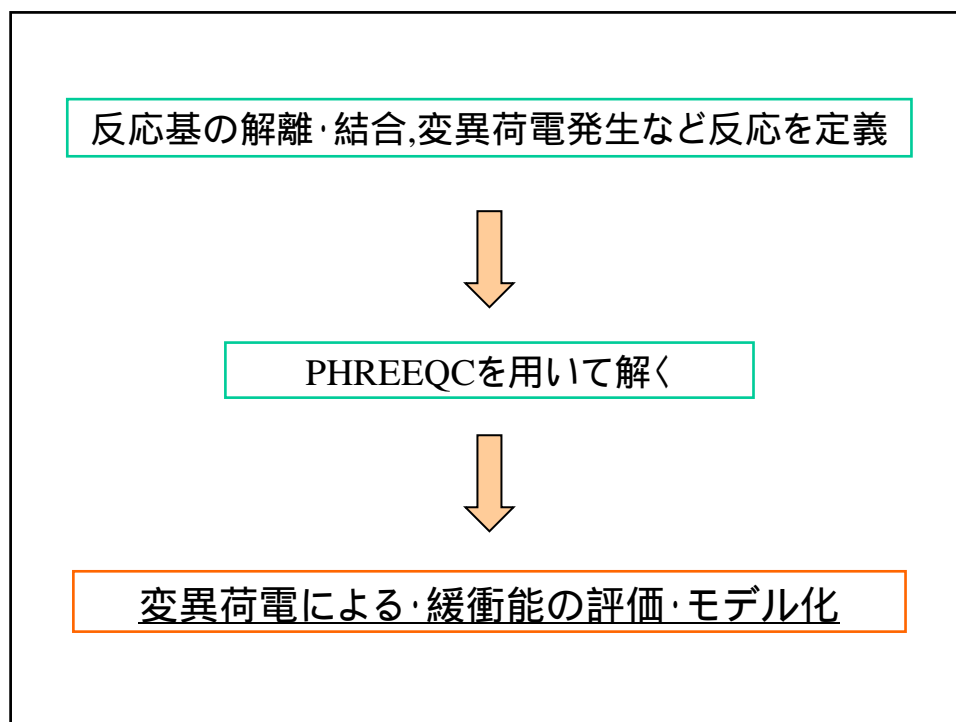 反応基の解離･結合,変異荷電発生など反応を定義
PHREEQCを用いて解く
変異荷電による･緩衝能の評価･モデル化